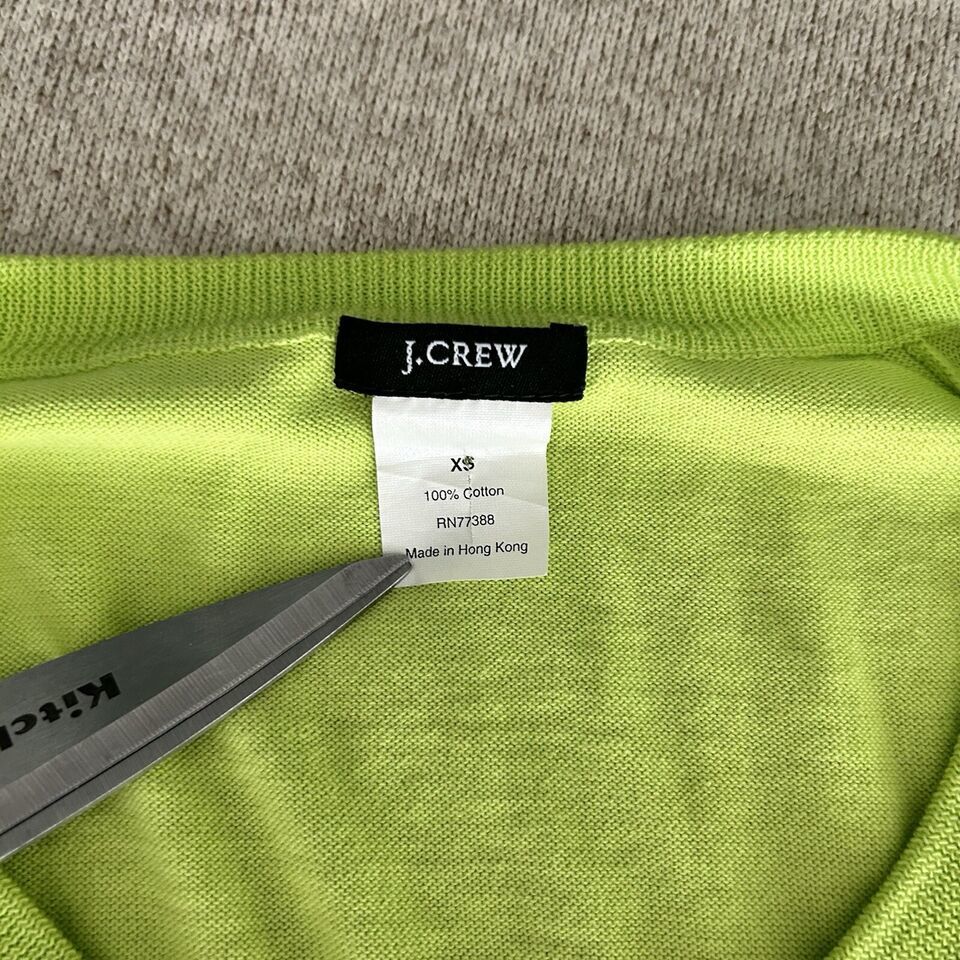 J.CREW
XS
100% Cotton
RN77388
Made in Hong Kong